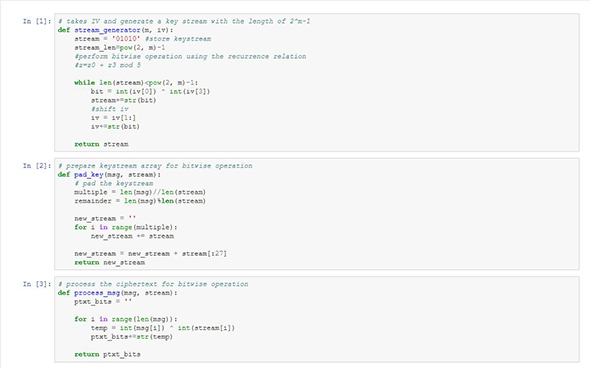 In [1]: # takes IV and generate a key stream with the length of 2^m-1
def stream_generator(m, iv):
stream = '01010' #store keystream
stream_len=pow(2, m)-1
#perform bitwise operation using the recurrence relation
#z=z0 + z3 mod 5
while len(stream)<pow(2, m)-1:
bit = int(iv[0]) ^ int(iv[3])
stream+=str(bit)
#shift iv
iv = iv[1:]
iv+=str(bit)
return stream
In [2]: # prepare keystream array for bitwise operation
def pad_key(msg, stream):
# pad the keystream
multiple = len(msg)//len(stream)
remainder = len(msg)%len(stream)
new_stream = ''
for i in range(multiple):
new_stream += stream
new_stream = new_stream + stream[:27]
return new_stream
In [3]: # process the ciphertext for bitwise operation
def process_msg(msg, stream):
ptxt_bits = ''
for i in range(len(msg)):
temp = int(msg[i]) ^ int(stream[i])
ptxt_bits+=str(temp)
return ptxt_bits